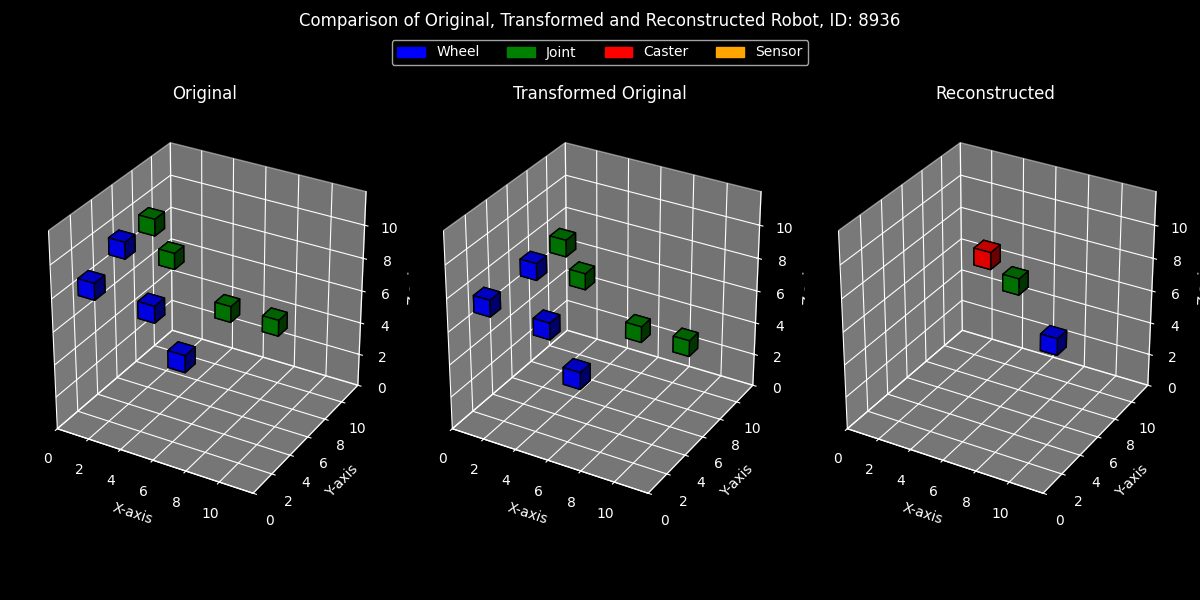 Comparison of Original, Transformed and Reconstructed Robot, ID: 8936
Wheel Joint Caster Sensor
Original
Transformed Original
Reconstructed
10
8
6
4
2
0
0 2 4 6 8 10
X-axis
0 2 4 6 8 10
Y-axis
10
8
6
4
2
0
0 2 4 6 8 10
X-axis
0 2 4 6 8 10
Y-axis
10
8
6
4
2
0
0 2 4 6 8 10
X-axis
0 2 4 6 8 10
Y-axis